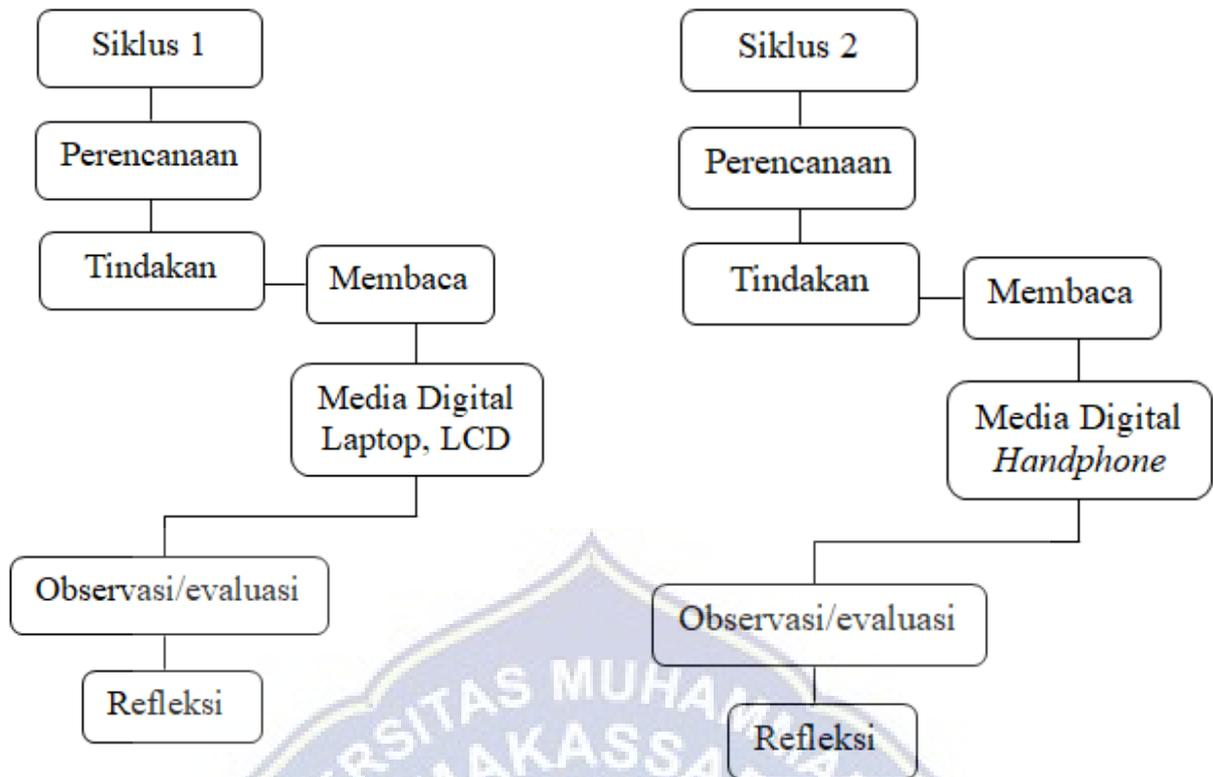 Siklus 1
Perencanaan
Tindakan
Membaca
Media Digital
Laptop, LCD
Observasi/evaluasi
Refleksi
Siklus 2
Perencanaan
Tindakan
Membaca
Media Digital
Handphone
Observasi/evaluasi
Refleksi